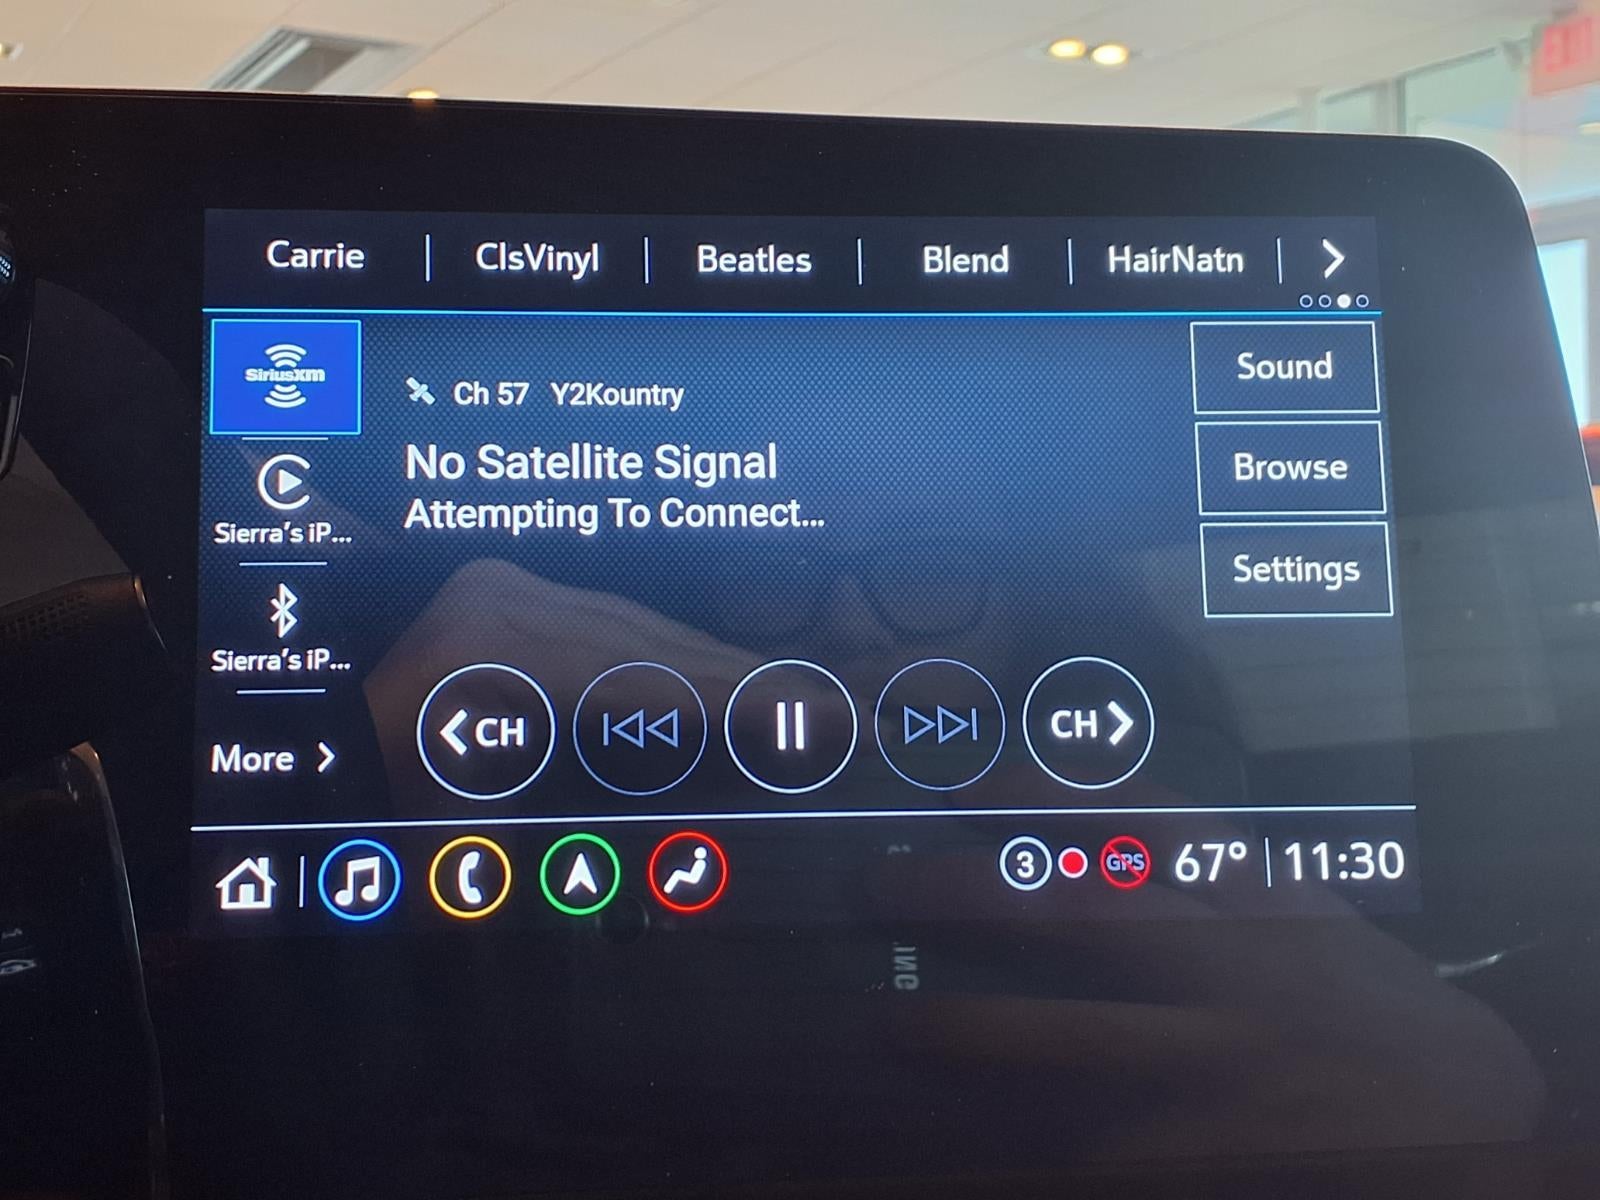 EXIT
Carrie
ClsVinyl
Beatles
Blend
HairNatn
SiriusXM
Ch 57 Y2Kountry
No Satellite Signal
Attempting To Connect...
Sound
Browse
Settings
Sierra's iP...
Sierra's iP...
More
CH
CH
3
GPS
67°
11:30